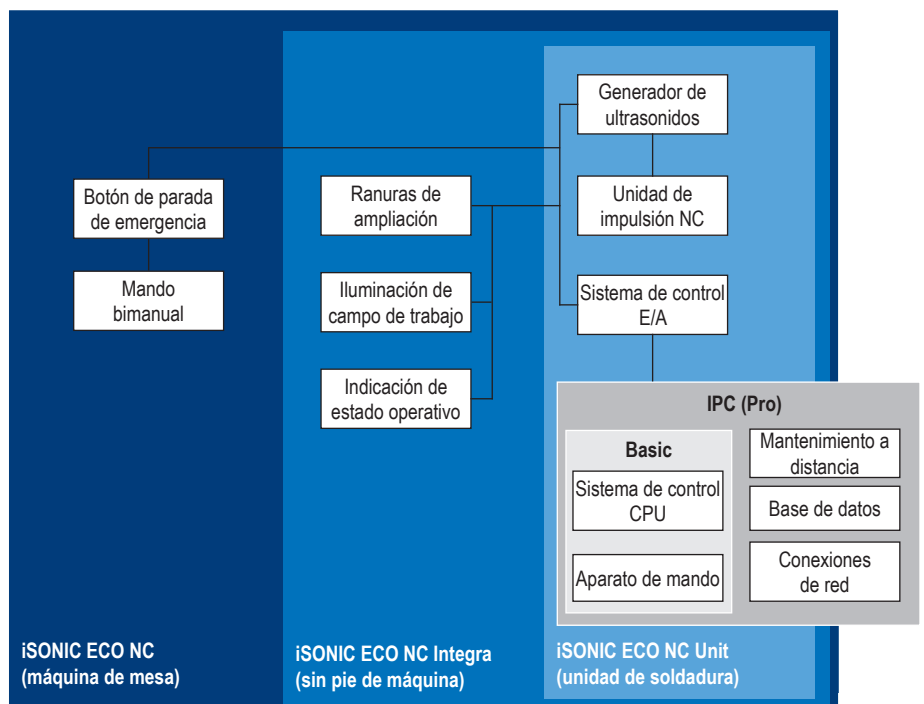 Generador de
ultrasonidos
Botón de parada
de emergencia
Ranuras de
ampliación
Unidad de
impulsión NC
Mando
bimanual
Iluminación de
campo de trabajo
Sistema de control
E/A
Indicación de
estado operativo
IPC (Pro)
Basic
Sistema de control
CPU
Aparato de mando
Mantenimiento a
distancia
Base de datos
Conexiones
de red
iSONIC ECO NC
(máquina de mesa)
iSONIC ECO NC Integra
(sin pie de máquina)
iSONIC ECO NC Unit
(unidad de soldadura)